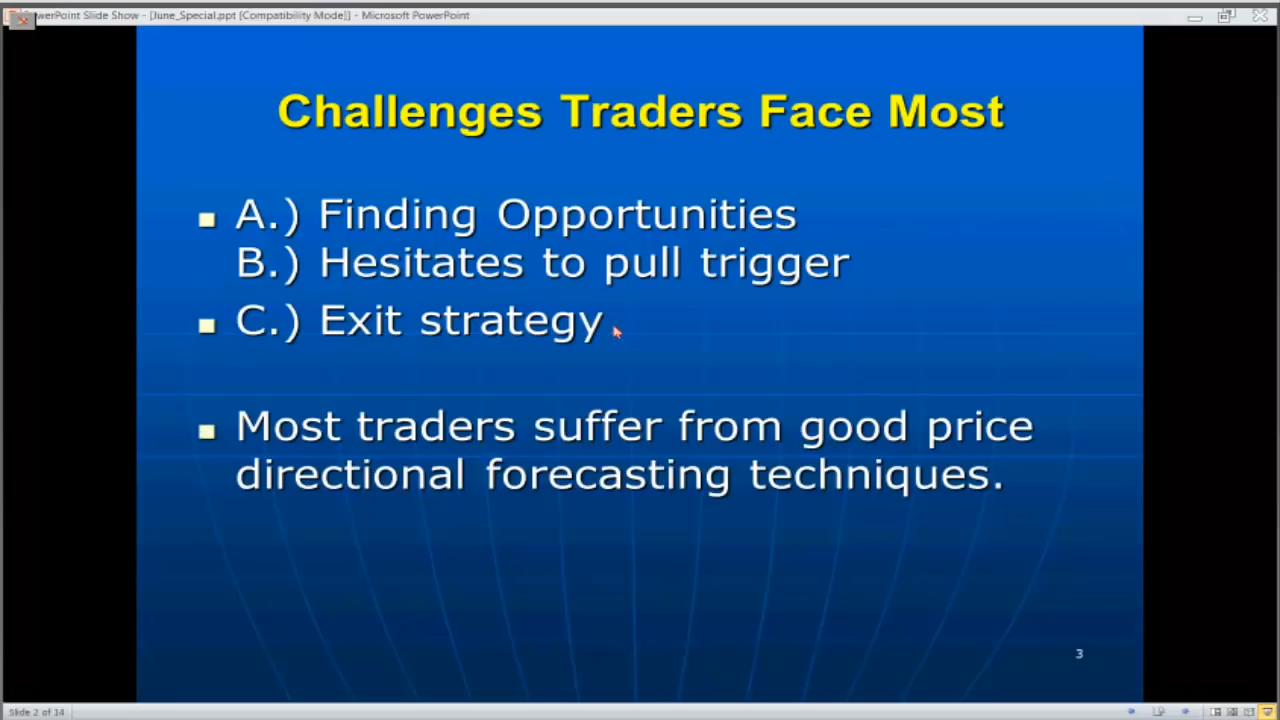 PowerPoint Slide Show - [June_Special.ppt [Compatibility Mode]] - Microsoft PowerPoint
Challenges Traders Face Most
A.) Finding Opportunities
B.) Hesitates to pull trigger
C.) Exit strategy
Most traders suffer from good price
directional forecasting techniques.
3
Slide 2 of 14